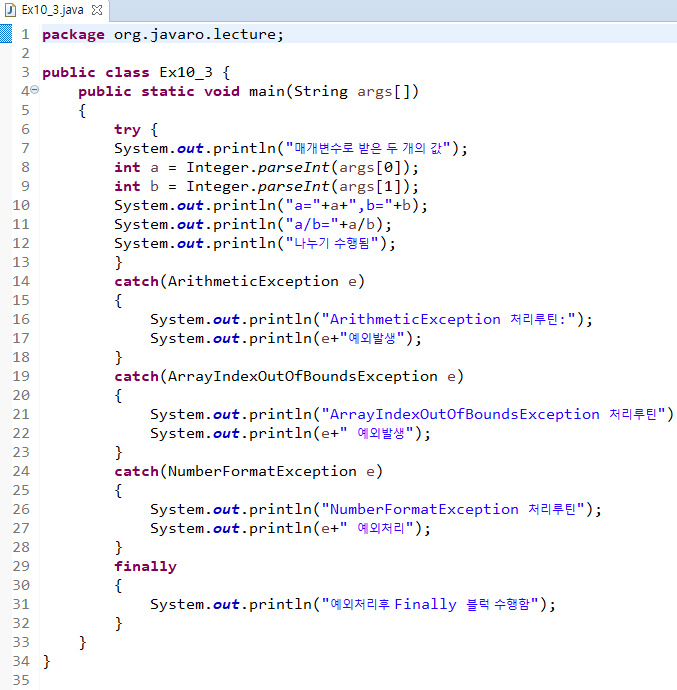 Ex10_3.java
1 package org.javaro.lecture;
2
3 public class Ex10_3 {
4 public static void main(String args[])
5 {
6 try {
7 System.out.println("매개변수로 받은 두 개의 값");
8 int a = Integer.parseInt(args[0]);
9 int b = Integer.parseInt(args[1]);
10 System.out.println("a="+a+",b="+b);
11 System.out.println("a/b="+a/b);
12 System.out.println("나누기 수행됨");
13 }
14 catch(ArithmeticException e)
15 {
16 System.out.println("ArithmeticException 처리루틴:");
17 System.out.println(e+"예외발생");
18 }
19 catch(ArrayIndexOutOfBoundsException e)
20 {
21 System.out.println("ArrayIndexOutOfBoundsException 처리루틴")
22 System.out.println(e+" 예외발생");
23 }
24 catch(NumberFormatException e)
25 {
26 System.out.println("NumberFormatException 처리루틴");
27 System.out.println(e+" 예외처리");
28 }
29 finally
30 {
31 System.out.println("예외처리후 Finally 블럭 수행함");
32 }
33 }
34 }
35